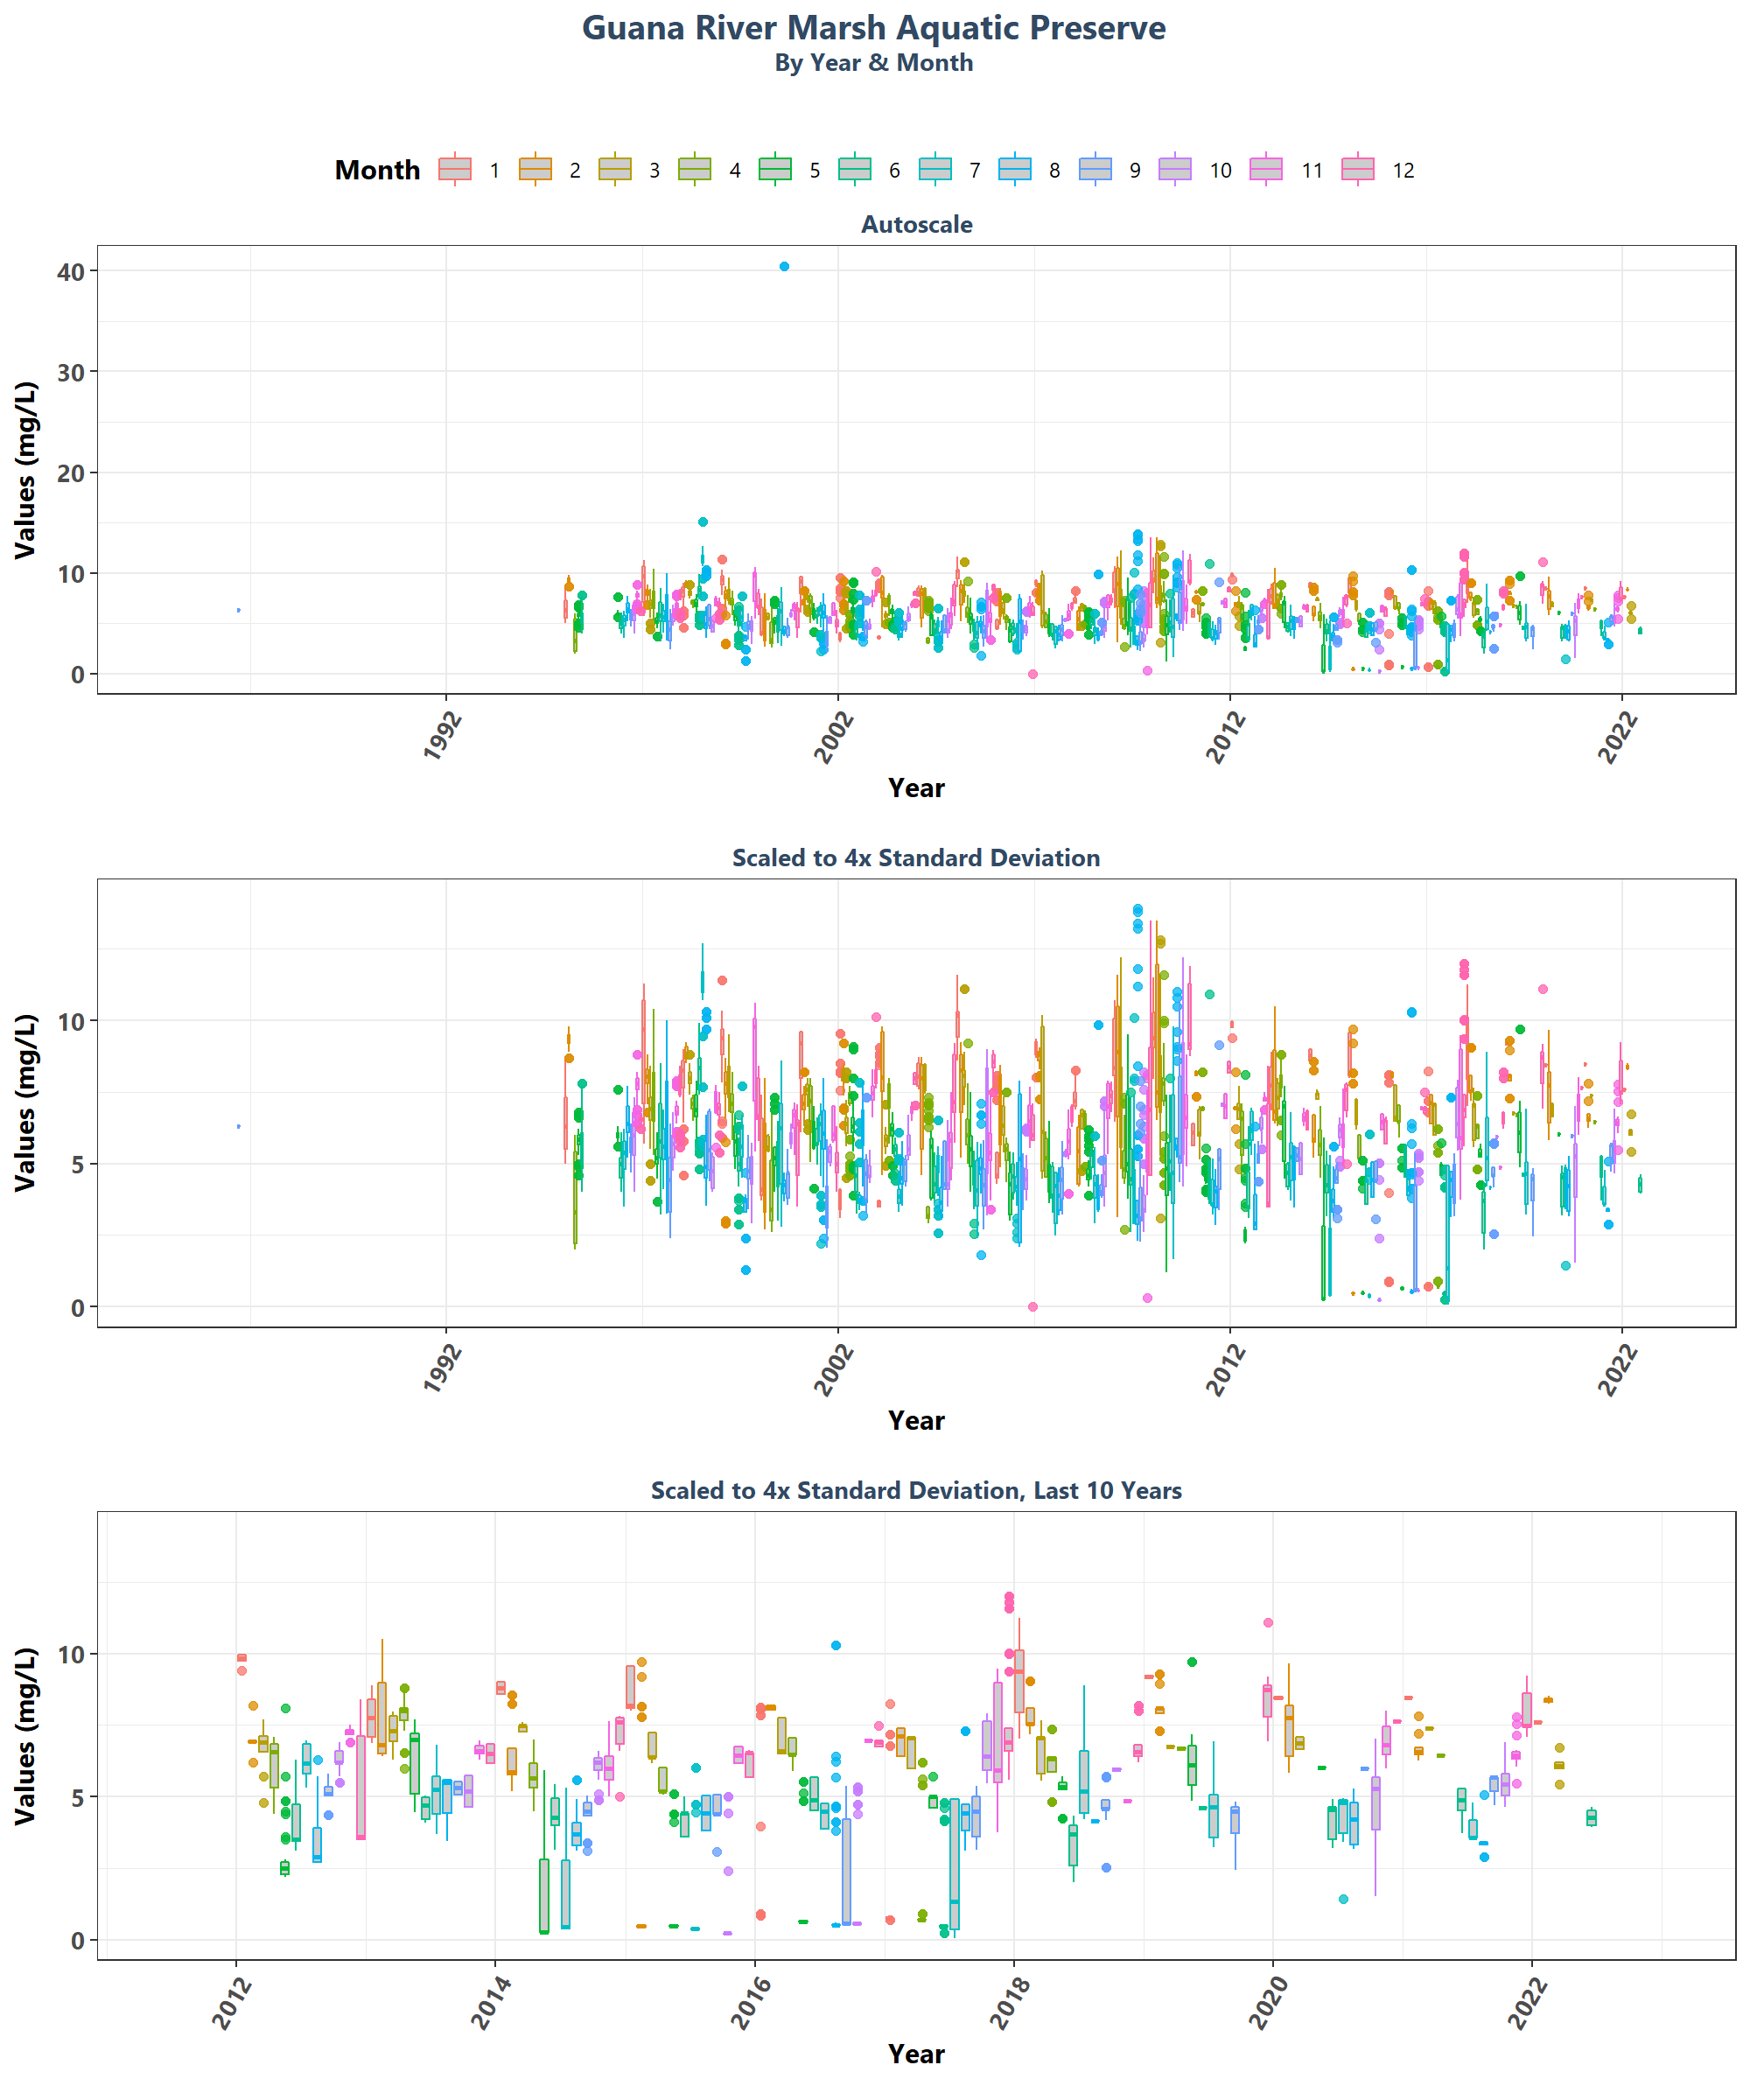 Guana River Marsh Aquatic Preserve
By Year & Month
Month 1 2 3 4 5 6 7 8 9 10 11 12
Autoscale
Values (mg/L)
40
30
20
10
0
1992 2002 2012 2022
Year
Scaled to 4x Standard Deviation
Values (mg/L)
10
5
0
1992 2002 2012 2022
Year
Scaled to 4x Standard Deviation, Last 10 Years
Values (mg/L)
10
5
0
2012 2014 2016 2018 2020 2022
Year